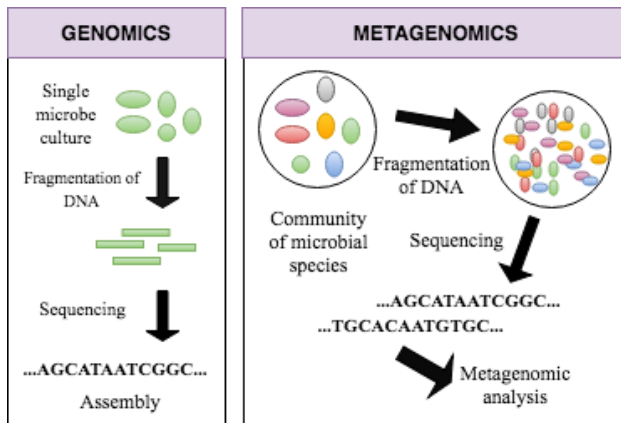 GENOMICS
Single
microbe
culture
Fragmentation of
DNA
Sequencing
...AGCATAATCGGC...
Assembly
METAGENOMICS
Fragmentation
of DNA
Community
of microbial
species
Sequencing
...AGCATAATCGGC...
...TGCACAATGTGC...
Metagenomic
analysis